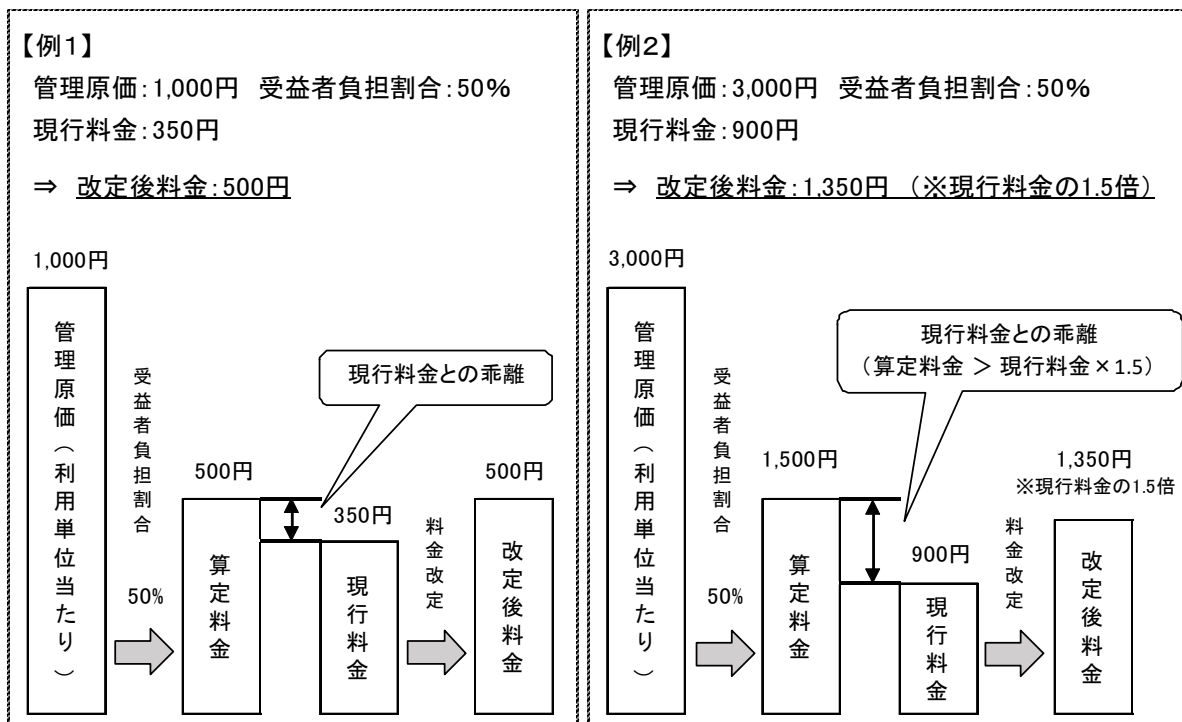 【例1】
管理原価:1,000円 受益者負担割合:50%
現行料金:350円
⇒ 改定後料金:500円
1,000円
管理原価(利用単位当たり)
受益者負担割合
50%
500円
算定料金
現行料金との乖離
350円
現行料金
料金改定
500円
改定後料金
【例2】
管理原価:3,000円 受益者負担割合:50%
現行料金:900円
⇒ 改定後料金:1,350円 (※現行料金の1.5倍)
3,000円
管理原価(利用単位当たり)
受益者負担割合
50%
1,500円
算定料金
現行料金との乖離
(算定料金 > 現行料金×1.5)
900円
現行料金
料金改定
1,350円
※現行料金の1.5倍
改定後料金